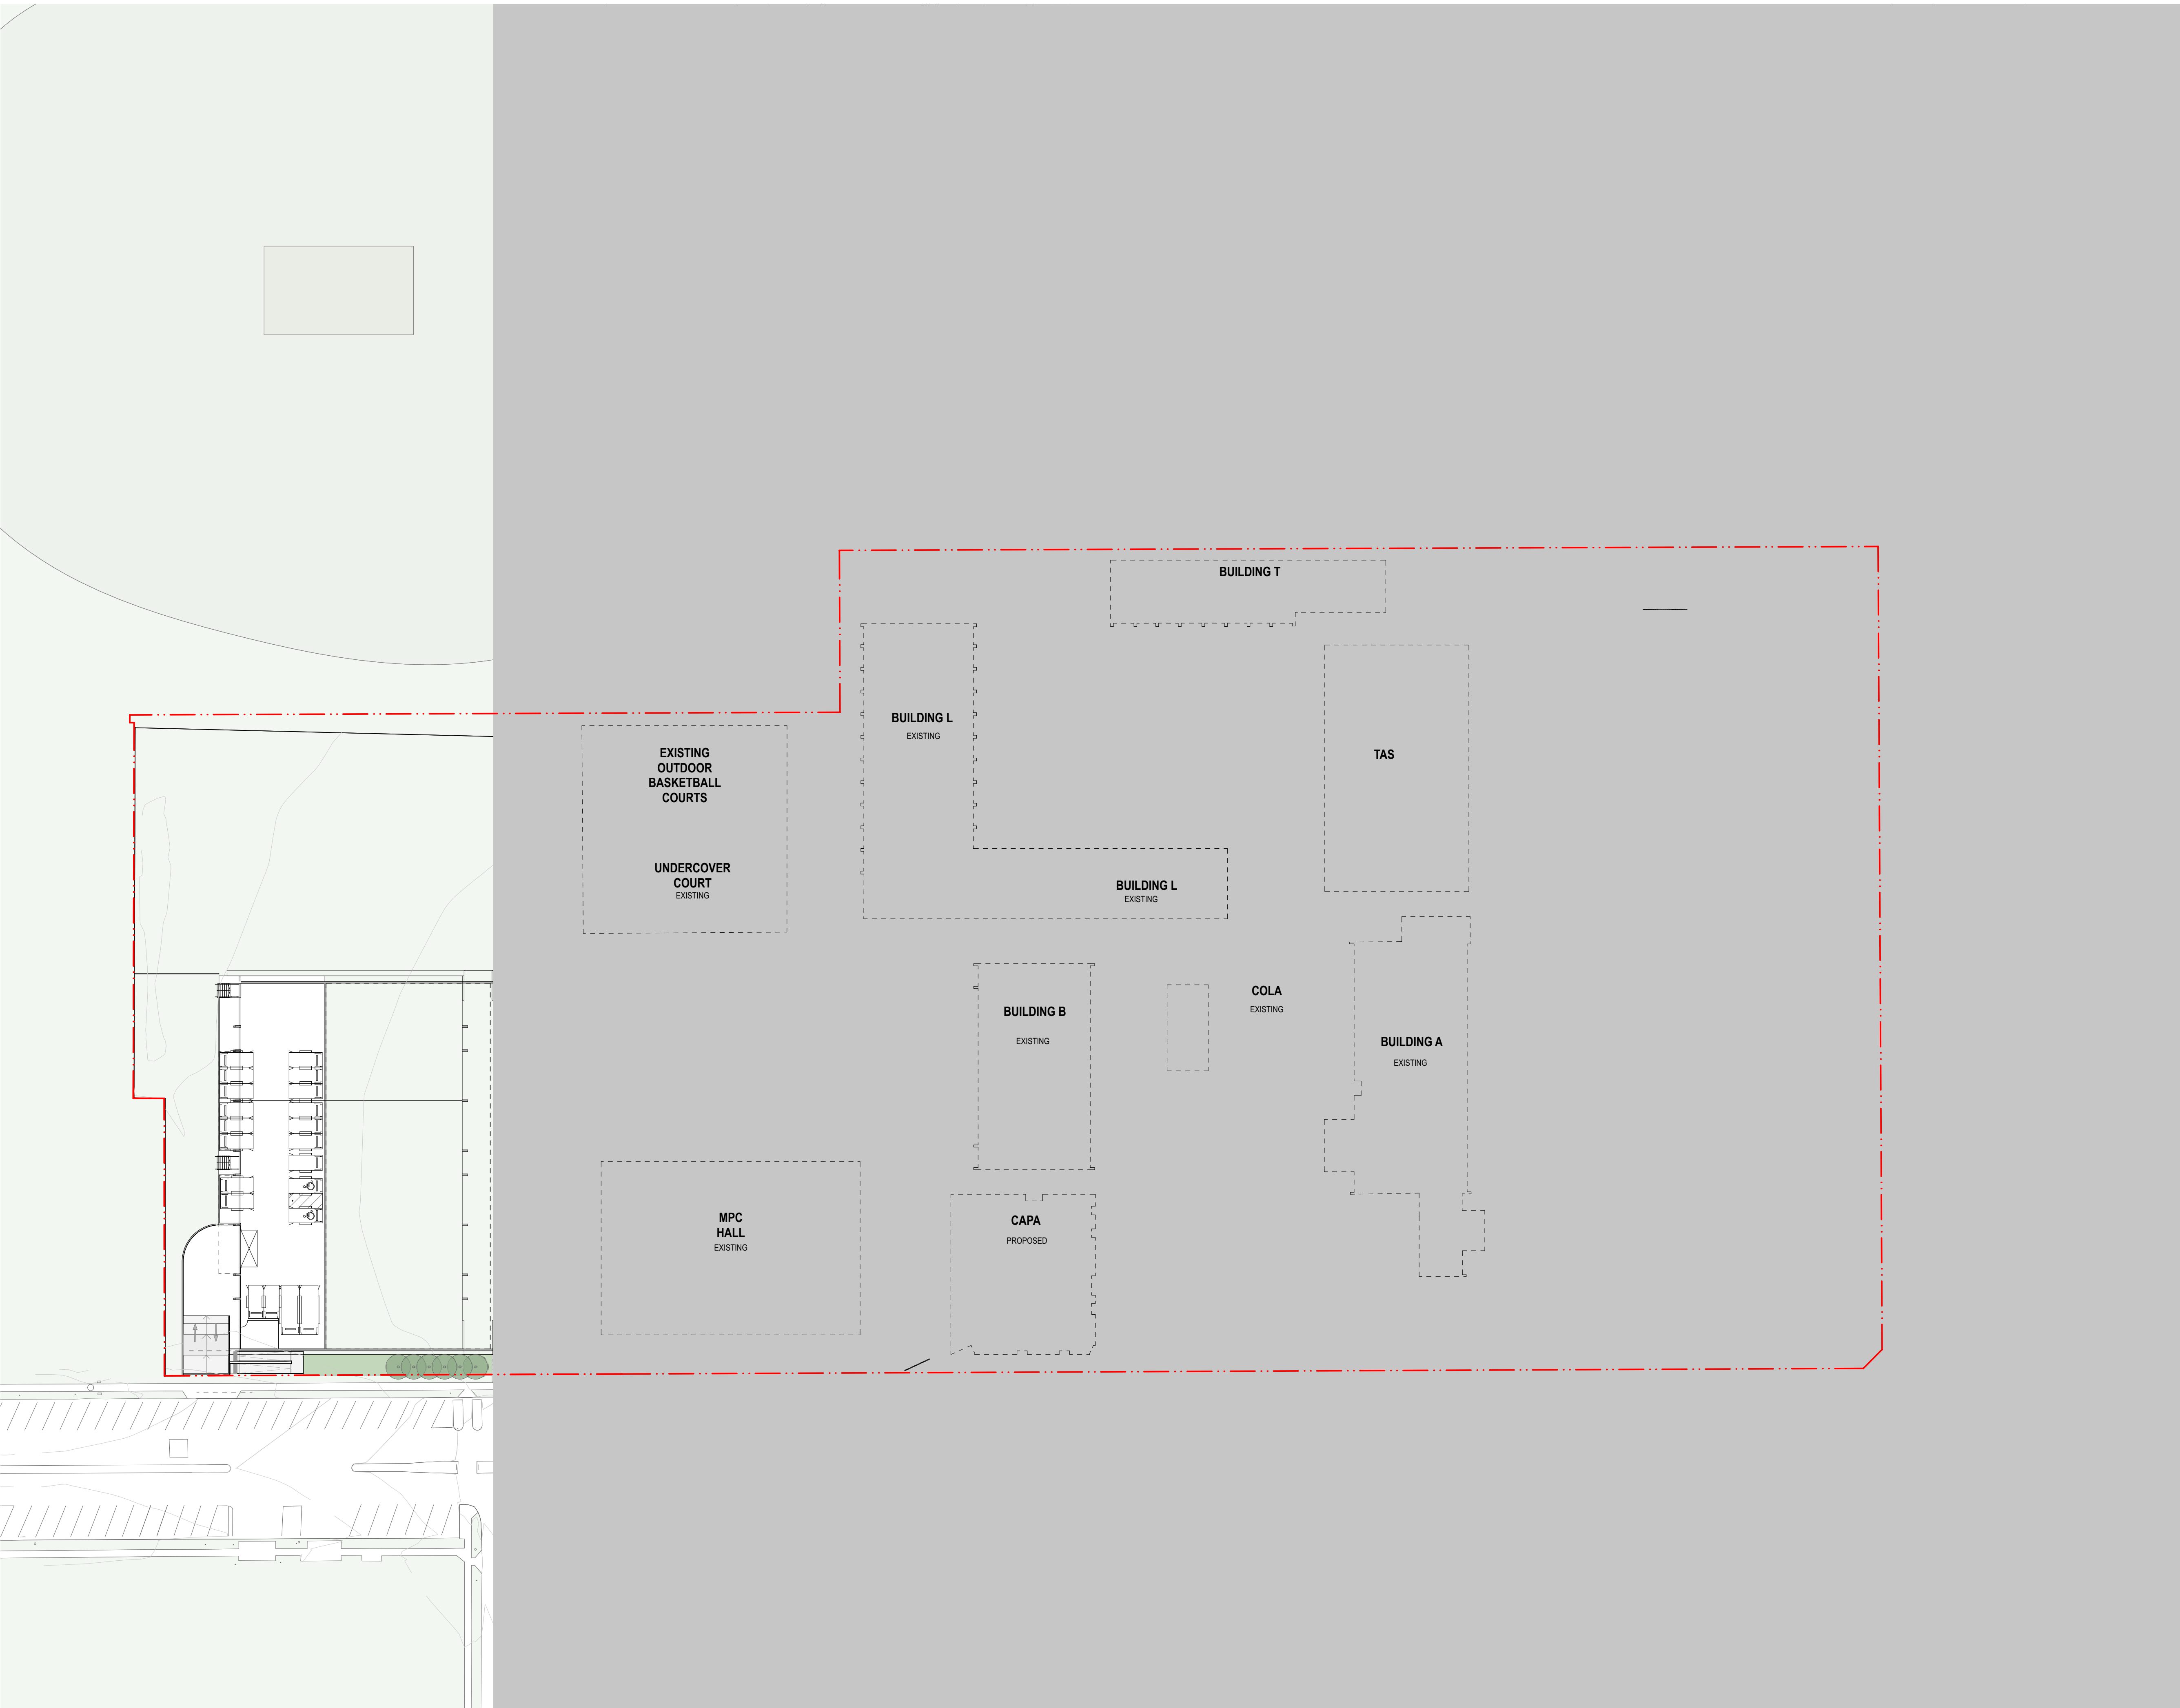 BUILDING T
BUILDING L
EXISTING
EXISTING
OUTDOOR
BASKETBALL
COURTS
TAS
UNDERCOVER
COURT
EXISTING
BUILDING L
EXISTING
COLA
EXISTING
BUILDING B
EXISTING
BUILDING A
EXISTING
MPC
HALL
EXISTING
CAPA
PROPOSED